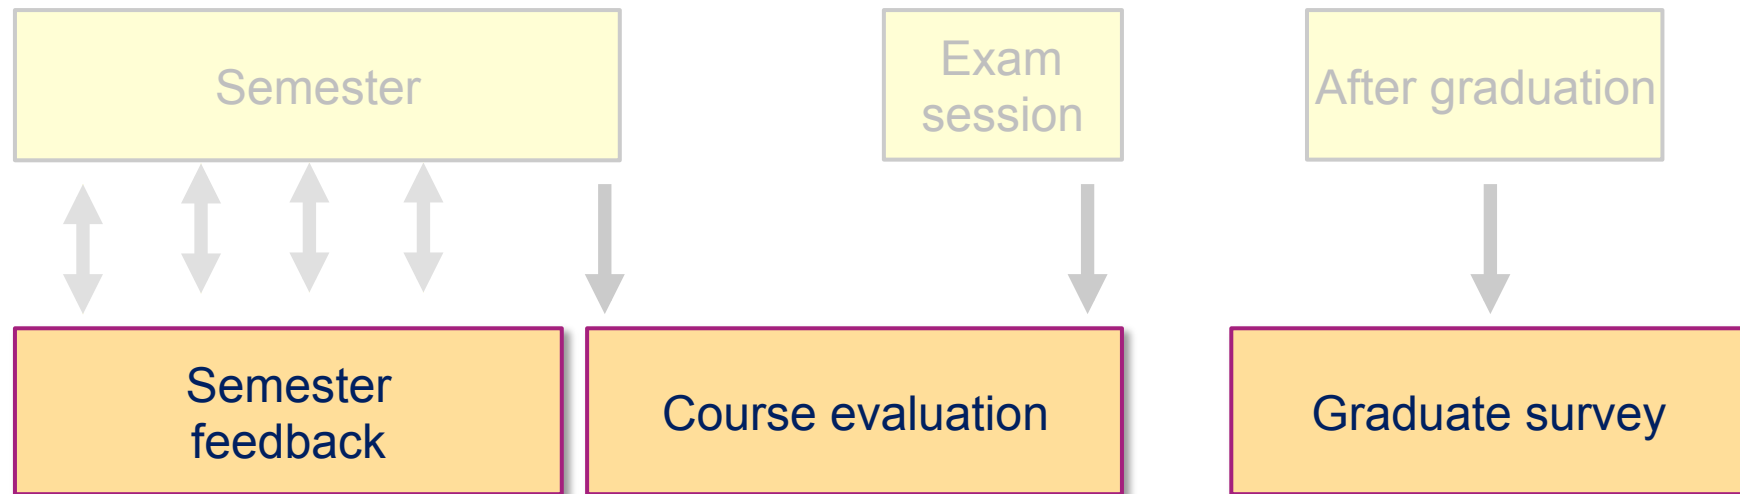 Semester
Exam
session
After graduation
Semester
feedback
Course evaluation
Graduate survey